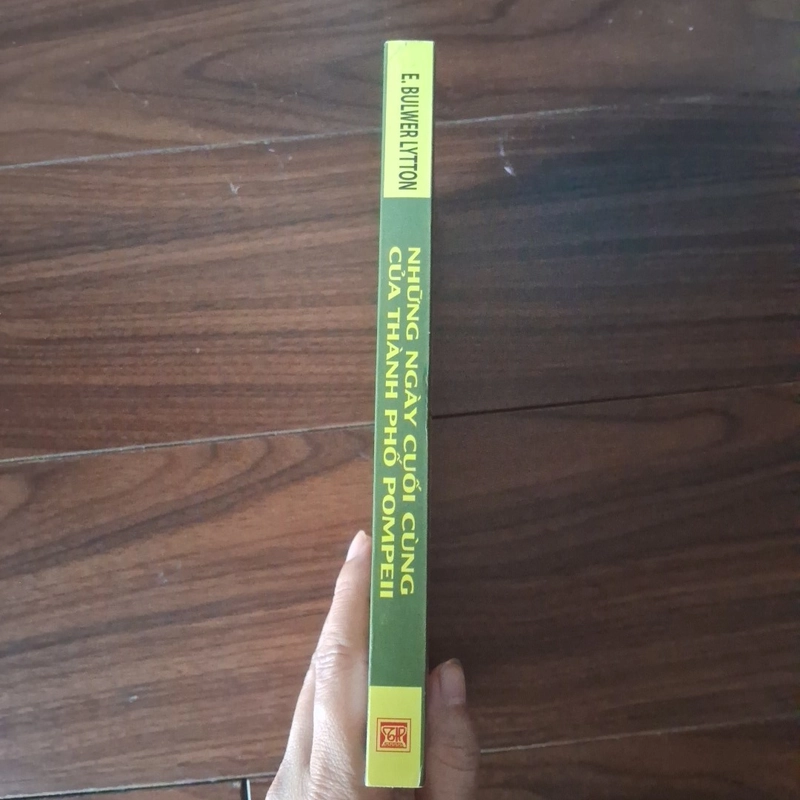 E. BULWER LYTTON
NHỮNG NGÀY CUỐI CÙNG
CỦA THÀNH PHỐ POMPEII